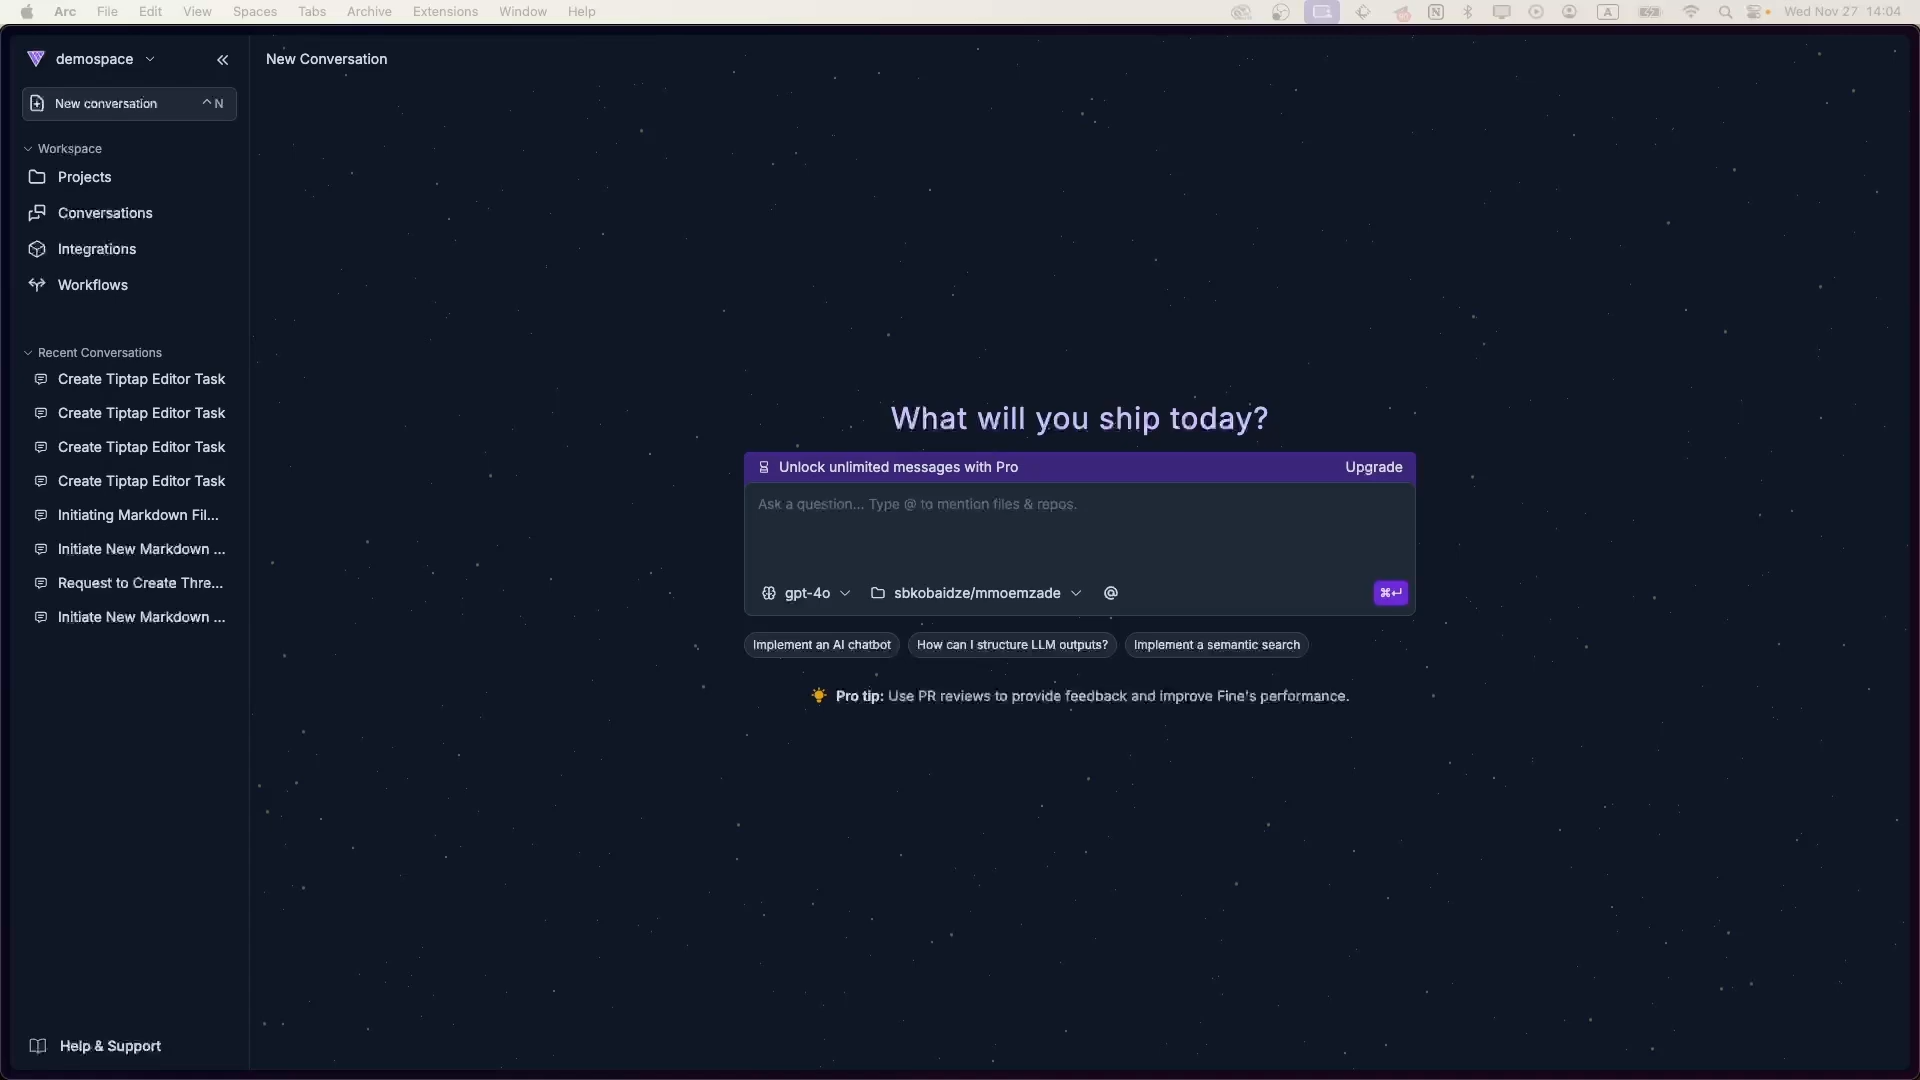 Arc File Edit View Spaces Tabs Archive Extensions Window Help A Wed Nov 27 14:04
demospace
New Conversation
New conversation ^ N
Workspace
Projects
Conversations
Integrations
Workflows
Recent Conversations
Create Tiptap Editor Task
Create Tiptap Editor Task
Create Tiptap Editor Task
Create Tiptap Editor Task
Initiating Markdown Fil...
Initiate New Markdown ...
Request to Create Thre...
Initiate New Markdown ...
Help & Support
What will you ship today?
Unlock unlimited messages with Pro Upgrade
Ask a question... Type @ to mention files & repos.
gpt-4o sbkobaidze/mmoemzade @ ⌘↵
Implement an AI chatbot How can I structure LLM outputs? Implement a semantic search
Pro tip: Use PR reviews to provide feedback and improve Fine's performance.